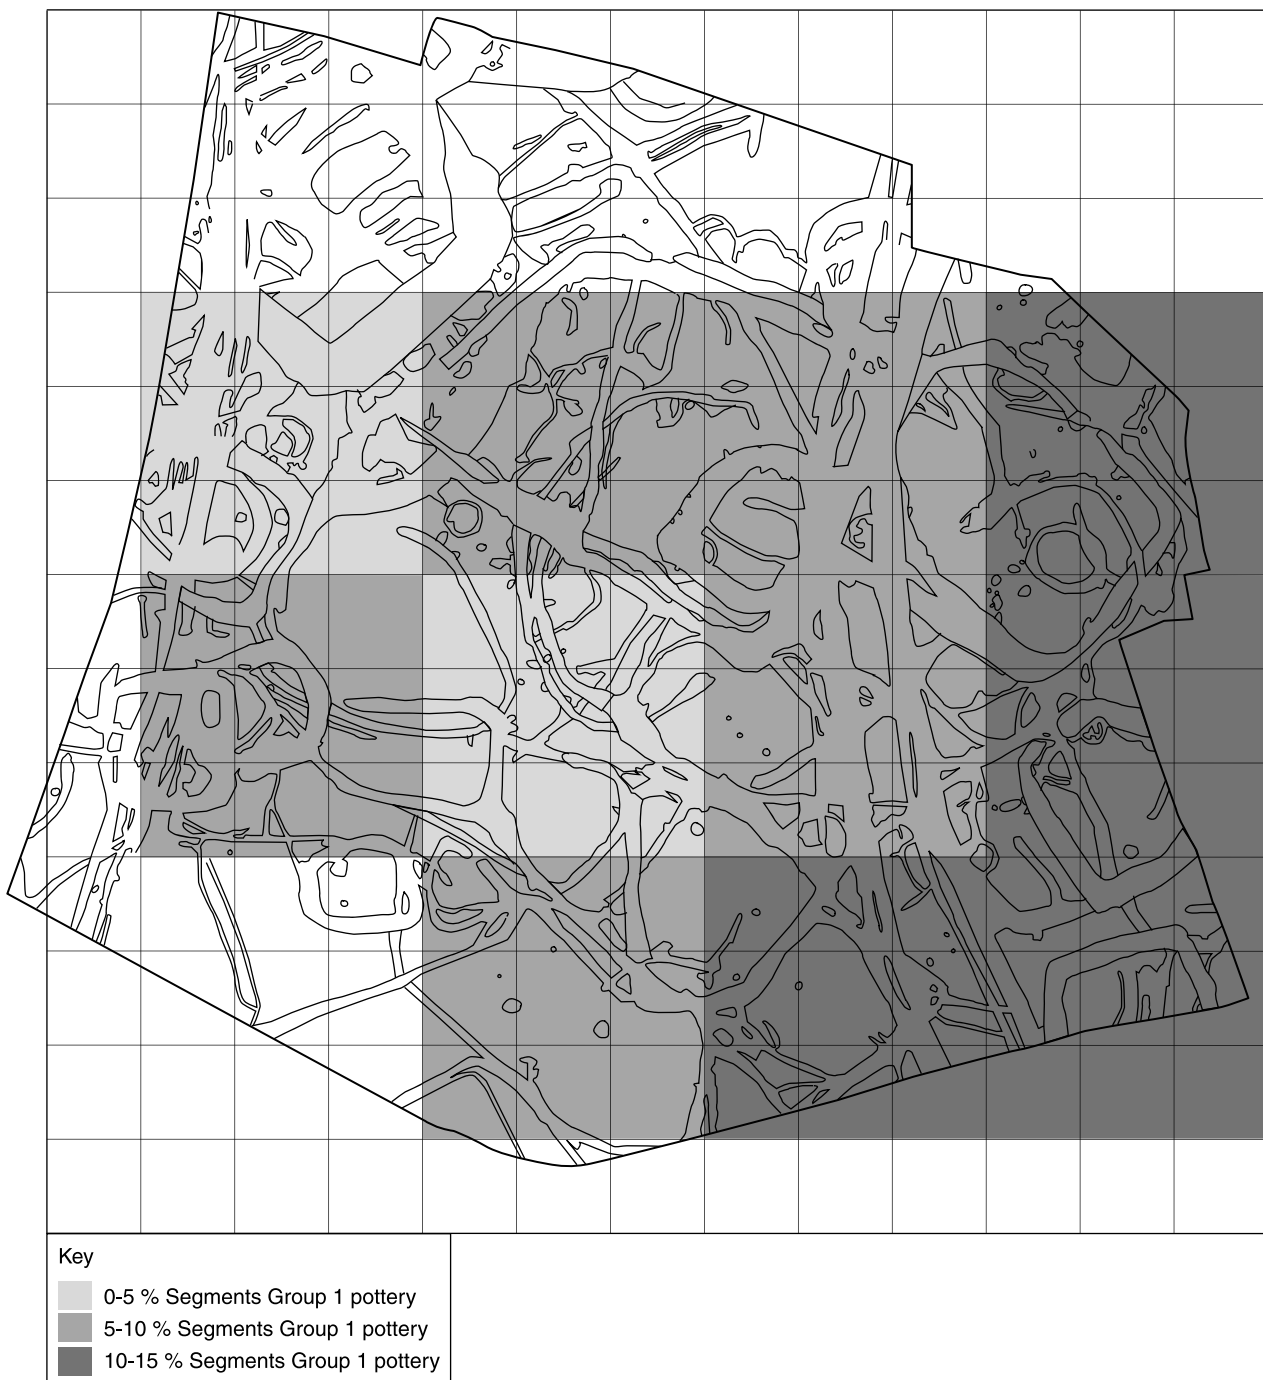 Key
0-5 % Segments Group 1 pottery
5-10 % Segments Group 1 pottery
10-15 % Segments Group 1 pottery